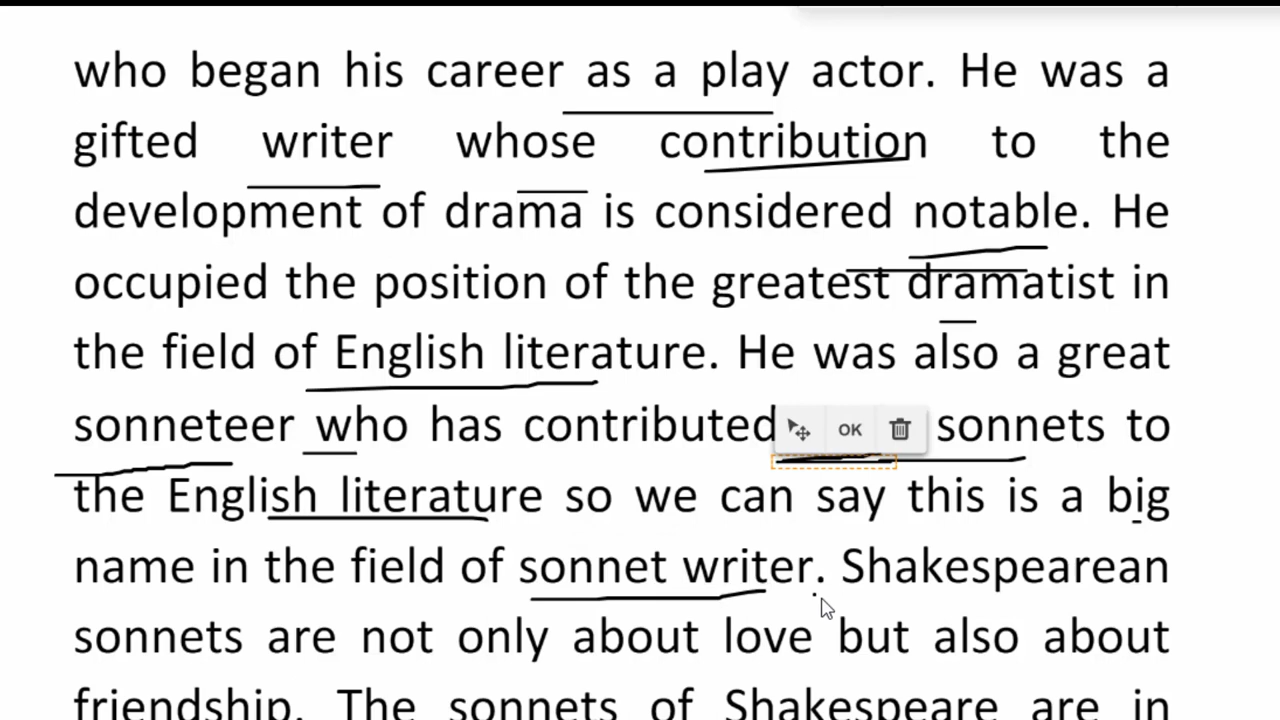 who began his career as a play actor. He was a
gifted writer whose contribution to the
development of drama is considered notable. He
occupied the position of the greatest dramatist in
the field of English literature. He was also a great
sonneteer who has contributed OK sonnets to
the English literature so we can say this is a big
name in the field of sonnet writer. Shakespearean
sonnets are not only about love but also about
friendship. The sonnets of Shakespeare are in